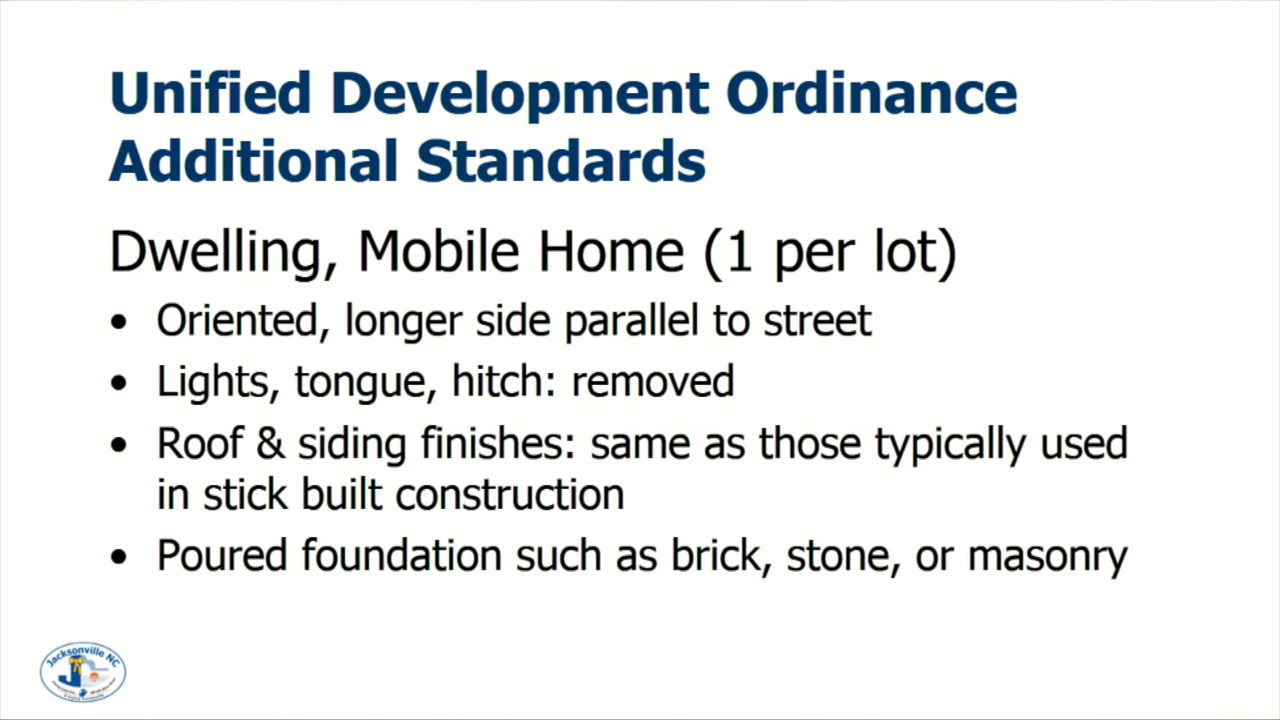 Unified Development Ordinance
Additional Standards
Dwelling, Mobile Home (1 per lot)
• Oriented, longer side parallel to street
• Lights, tongue, hitch: removed
• Roof & siding finishes: same as those typically used
in stick built construction
• Poured foundation such as brick, stone, or masonry
Jacksonville NC